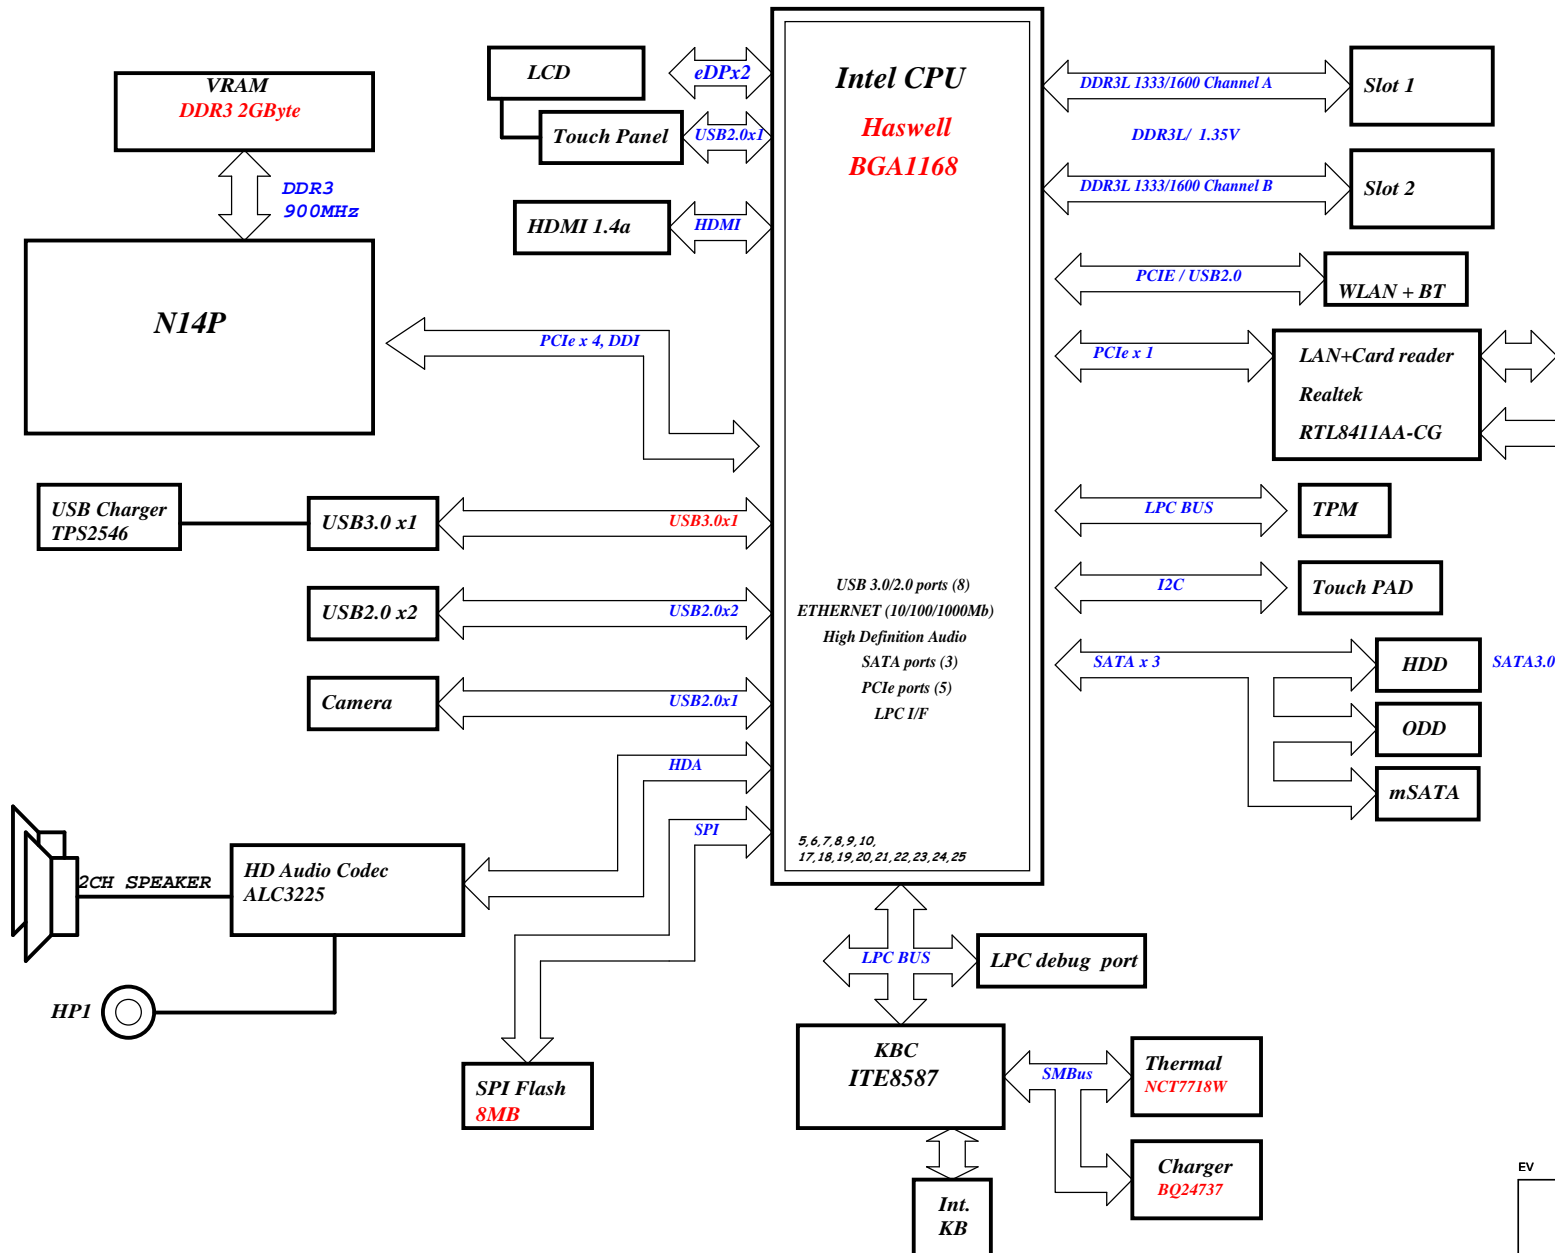 VRAM
DDR3 2GByte
DDR3
900MHz
N14P
LCD
eDPx2
Touch Panel
USB2.0x1
HDMI 1.4a
HDMI
PCIe x 4, DDI
USB Charger
TPS2546
USB3.0 x1
USB3.0x1
USB2.0 x2
USB2.0x2
Camera
USB2.0x1
HDA
SPI
2CH SPEAKER
HD Audio Codec
ALC3225
HP1
SPI Flash
8MB
Intel CPU
Haswell
BGA1168
USB 3.0/2.0 ports (8)
ETHERNET (10/100/1000Mb)
High Definition Audio
SATA ports (3)
PCIe ports (5)
LPC I/F
5,6,7,8,9,10,
17,18,19,20,21,22,23,24,25
DDR3L 1333/1600 Channel A
Slot 1
DDR3L/ 1.35V
DDR3L 1333/1600 Channel B
Slot 2
PCIE / USB2.0
WLAN + BT
PCIe x 1
LAN+Card reader
Realtek
RTL8411AA-CG
LPC BUS
TPM
I2C
Touch PAD
SATA x 3
HDD
SATA3.0
ODD
mSATA
LPC BUS
LPC debug port
KBC
ITE8587
SMBus
Thermal
NCT7718W
Charger
BQ24737
Int.
KB
EV